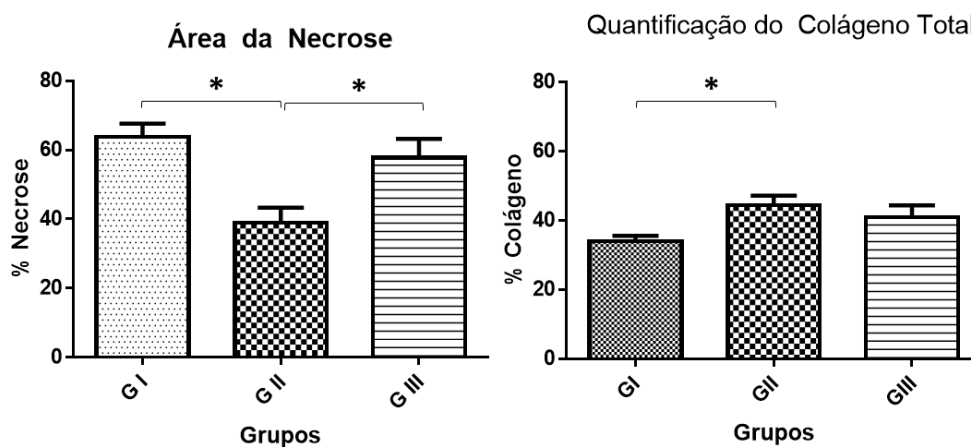 Área da Necrose
% Necrose
80
60
40
20
0
*
*
G I
G II
G III
Grupos
Quantificação do Colágeno Total
% Colágeno
80
60
40
20
0
*
GI
GII
GIII
Grupos